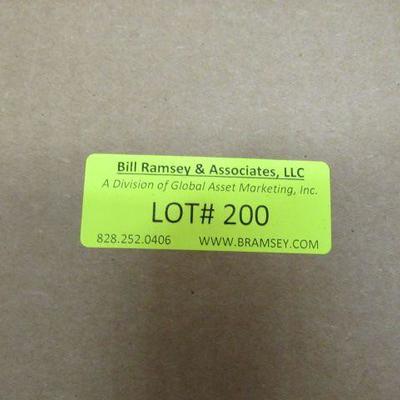 Bill Ramsey & Associates, LLC
A Division of Global Asset Marketing, Inc.
LOT# 200
828.252.0406 WWW.BRAMSEY.COM